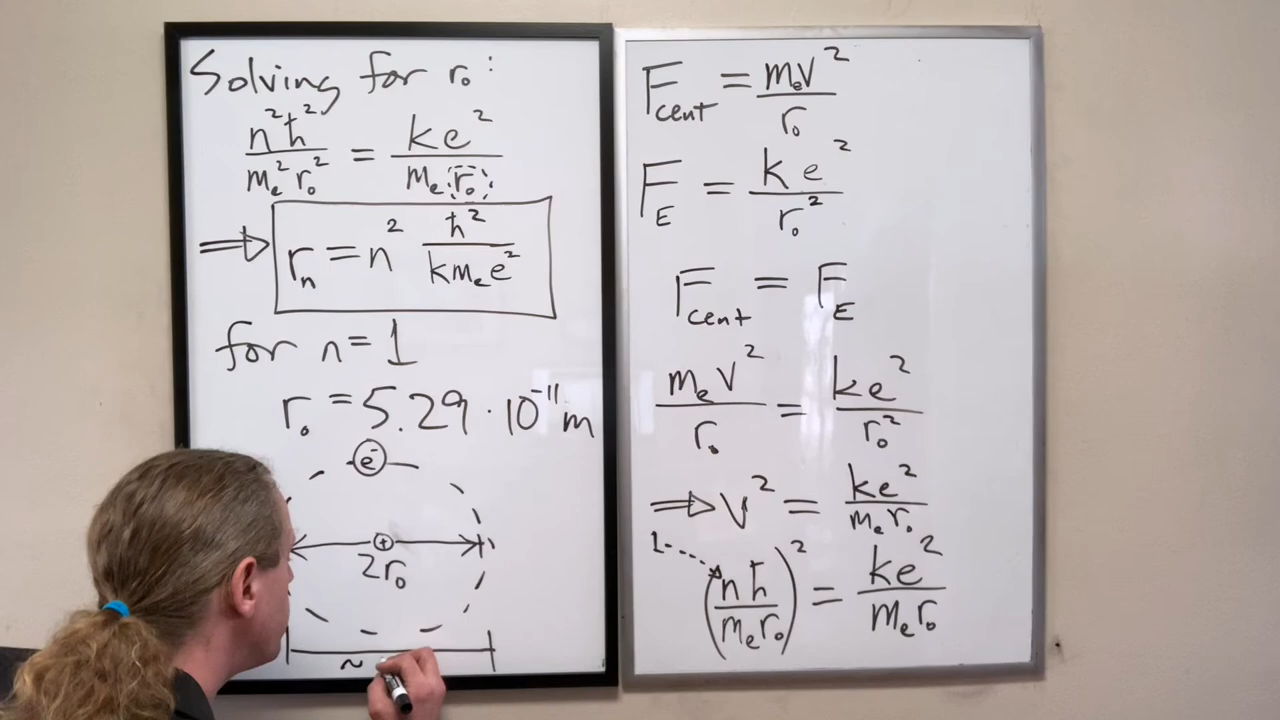 Solving for r₀:
n²ħ²/(mₑ²r₀²) = ke²/(mₑr₀)
⟹ rₙ = n² ħ²/(kmₑe²)
for n = 1
r₀ = 5.29 · 10⁻¹¹ m
e⁻
+
2r₀
~
F_cent = mₑv²/r₀
F_E = ke²/r₀²
F_cent = F_E
mₑv²/r₀ = ke²/r₀²
⟹ v² = ke²/(mₑr₀)
1
(nħ/(mₑr₀))² = ke²/(mₑr₀)